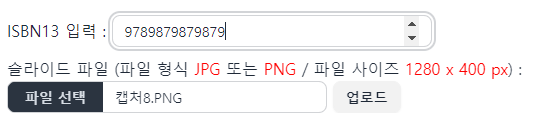 ISBN13 입력 : 9789879879879
슬라이드 파일 (파일 형식 JPG 또는 PNG / 파일 사이즈 1280 x 400 px) :
파일 선택 캡처8.PNG 업로드